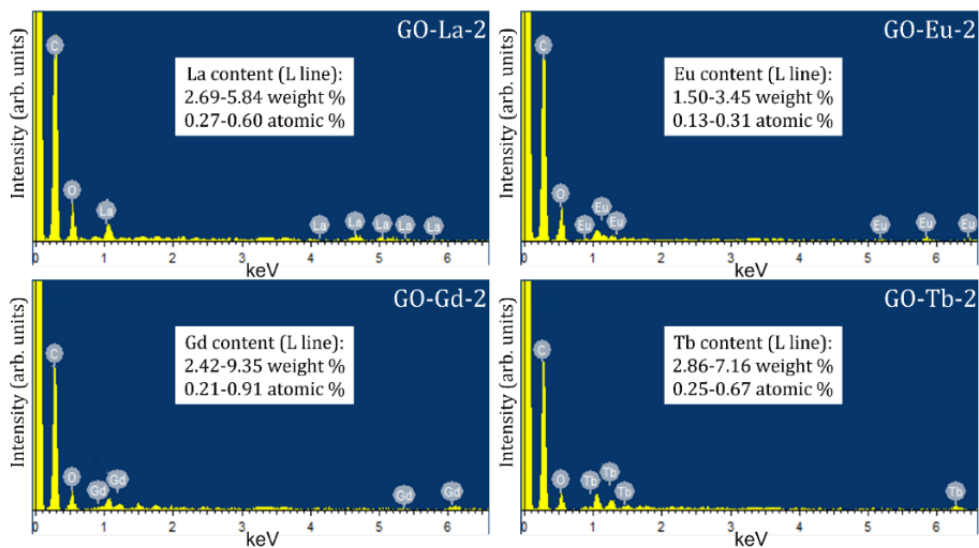 GO-La-2
Intensity (arb. units)
C
La content (L line):
2.69-5.84 weight %
0.27-0.60 atomic %
O
La
La
La
La
La
La
0 1 2 3 4 5 6
keV
GO-Eu-2
Intensity (arb. units)
C
Eu content (L line):
1.50-3.45 weight %
0.13-0.31 atomic %
O
Eu
Eu
Eu
Eu
Eu
Eu
0 1 2 3 4 5 6
keV
GO-Gd-2
Intensity (arb. units)
C
Gd content (L line):
2.42-9.35 weight %
0.21-0.91 atomic %
O
Gd
Gd
Gd
Gd
0 1 2 3 4 5 6
keV
GO-Tb-2
Intensity (arb. units)
C
Tb content (L line):
2.86-7.16 weight %
0.25-0.67 atomic %
O
Tb
Tb
Tb
Tb
0 1 2 3 4 5 6
keV